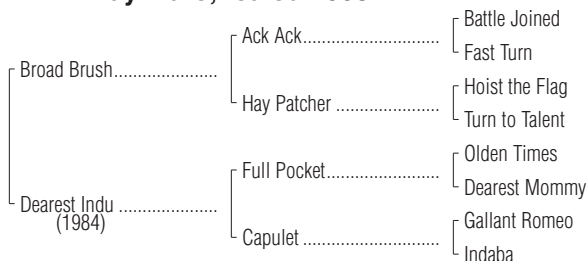 Battle Joined
Ack Ack
Fast Turn
Broad Brush
Hoist the Flag
Hay Patcher
Turn to Talent
Olden Times
Full Pocket
Dearest Mommy
Dearest Indu
(1984)
Gallant Romeo
Capulet
Indaba